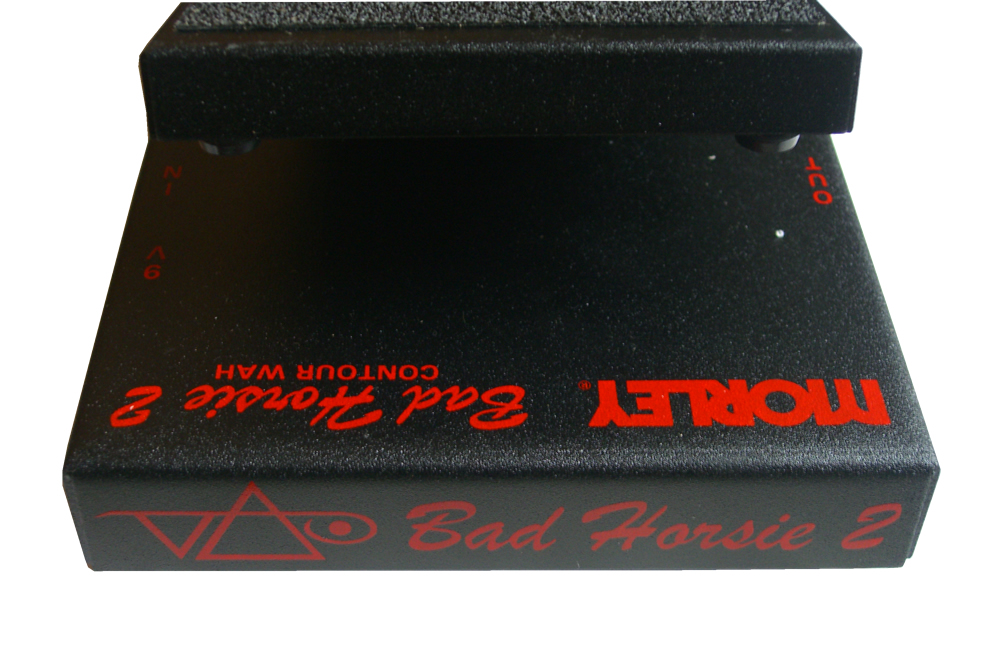 IN
OUT
9V
CONTOUR WAH
MORLEY® Bad Horsie 2
Bad Horsie 2